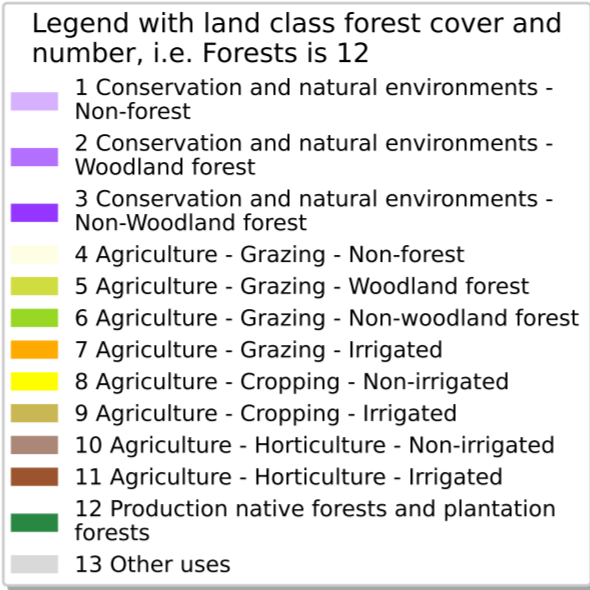 Legend with land class forest cover and
number, i.e. Forests is 12
1 Conservation and natural environments -
Non-forest
2 Conservation and natural environments -
Woodland forest
3 Conservation and natural environments -
Non-Woodland forest
4 Agriculture - Grazing - Non-forest
5 Agriculture - Grazing - Woodland forest
6 Agriculture - Grazing - Non-woodland forest
7 Agriculture - Grazing - Irrigated
8 Agriculture - Cropping - Non-irrigated
9 Agriculture - Cropping - Irrigated
10 Agriculture - Horticulture - Non-irrigated
11 Agriculture - Horticulture - Irrigated
12 Production native forests and plantation
forests
13 Other uses